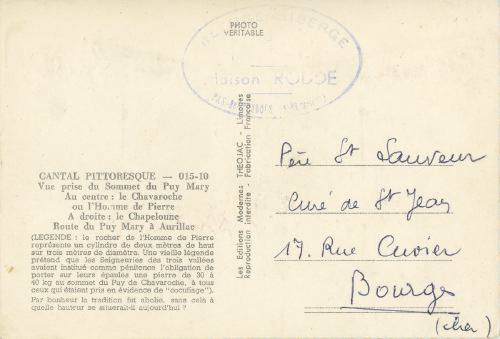 PHOTO
VERITABLE
Maison RODDE
CANTAL PITTORESQUE — 015-10
Vue prise du Sommet du Puy Mary
Au centre : le Chavaroche
ou l'Homme de Pierre
A droite : le Chapeloune
Route du Puy Mary à Aurillac
(LEGENDE : le rocher de l'Homme de Pierre
représente un cylindre de deux mètres de haut
sur trois mètres de diamètre. Une vieille légende
prétend que les Seigneuries des trois vallées
avaient institué comme pénitence l'obligation de
porter sur leurs épaules une pierre de 30 à
40 kg au sommet du Puy de Chavaroche, à tous
ceux qui étaient pris en évidence de "cocufiage").
Par bonheur la tradition fut abolie, sans celà à
quelle hauteur se situerait-il aujourd'hui ?
Les Editions Modernes THEOJAC - Limoges
Reproduction Interdite - Fabrication Française
Père St Sauveur
Curé de St Jean
17. Rue Cuvier
Bourges
(cher)